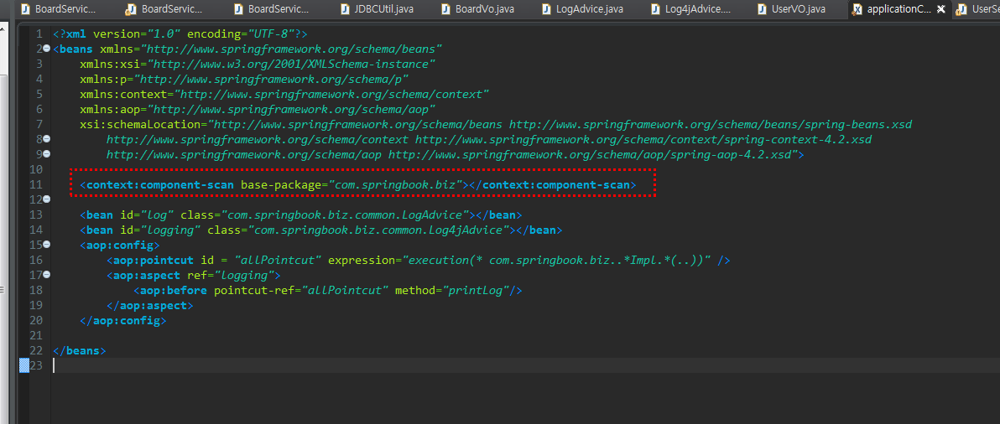 BoardServic... BoardServic... BoardServic... JDBCUtil.java BoardVo.java LogAdvice.java Log4jAdvice.... UserVO.java applicationC... UserSe
1 <?xml version="1.0" encoding="UTF-8"?>
2 <beans xmlns="http://www.springframework.org/schema/beans"
3 xmlns:xsi="http://www.w3.org/2001/XMLSchema-instance"
4 xmlns:p="http://www.springframework.org/schema/p"
5 xmlns:context="http://www.springframework.org/schema/context"
6 xmlns:aop="http://www.springframework.org/schema/aop"
7 xsi:schemaLocation="http://www.springframework.org/schema/beans http://www.springframework.org/schema/beans/spring-beans.xsd
8 http://www.springframework.org/schema/context http://www.springframework.org/schema/context/spring-context-4.2.xsd
9 http://www.springframework.org/schema/aop http://www.springframework.org/schema/aop/spring-aop-4.2.xsd">
10
11 <context:component-scan base-package="com.springbook.biz"></context:component-scan>
12
13 <bean id="log" class="com.springbook.biz.common.LogAdvice"></bean>
14 <bean id="logging" class="com.springbook.biz.common.Log4jAdvice"></bean>
15 <aop:config>
16 <aop:pointcut id = "allPointcut" expression="execution(* com.springbook.biz..*Impl.*(..))" />
17 <aop:aspect ref="logging">
18 <aop:before pointcut-ref="allPointcut" method="printLog"/>
19 </aop:aspect>
20 </aop:config>
21
22 </beans>
23